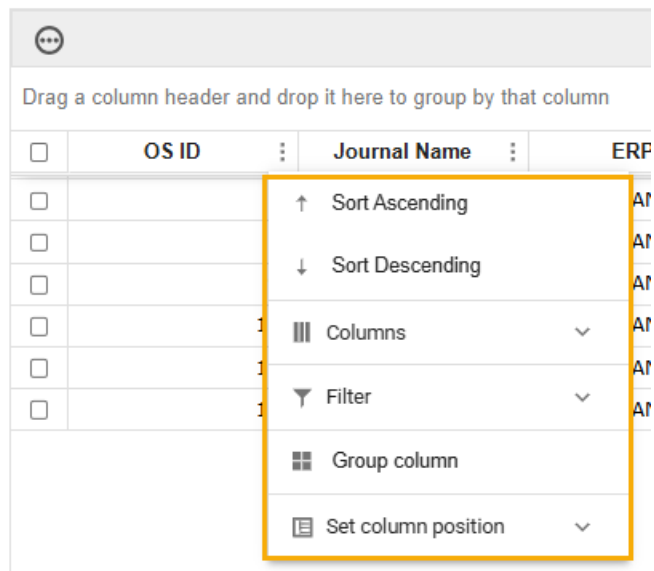 Drag a column header and drop it here to group by that column
OS ID Journal Name ERP
Sort Ascending
Sort Descending
Columns
Filter
Group column
Set column position